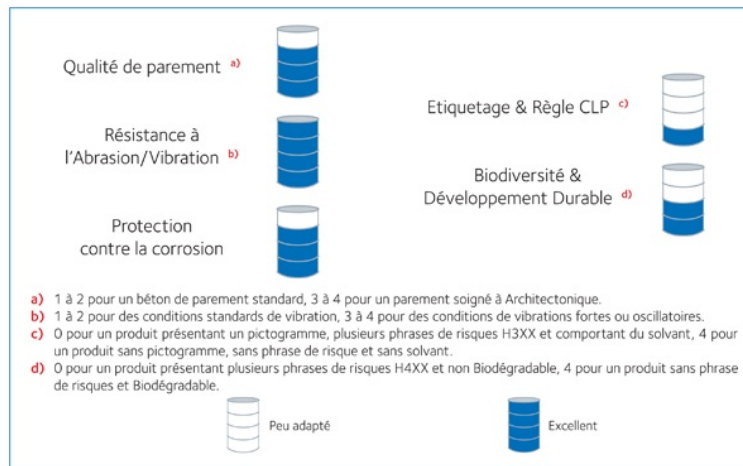 Qualité de parement a)
Résistance à
l'Abrasion/Vibration b)
Protection
contre la corrosion
Etiquetage & Règle CLP c)
Biodiversité &
Développement Durable d)
a) 1 à 2 pour un béton de parement standard, 3 à 4 pour un parement soigné à Architectonique.
b) 1 à 2 pour des conditions standards de vibration, 3 à 4 pour des conditions de vibrations fortes ou oscillatoires.
c) 0 pour un produit présentant un pictogramme, plusieurs phrases de risques H3XX et comportant du solvant, 4 pour
un produit sans pictogramme, sans phrase de risque et sans solvant.
d) 0 pour un produit présentant plusieurs phrases de risques H4XX et non Biodégradable, 4 pour un produit sans phrase
de risques et Biodégradable.
Peu adapté
Excellent